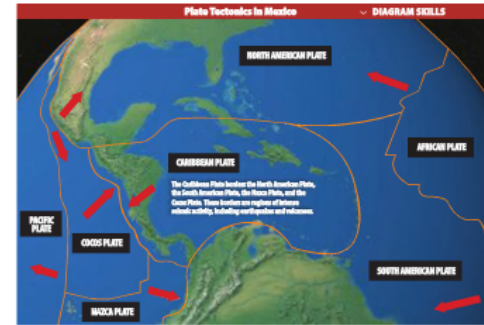 Plate Tectonics in Mexico
DIAGRAM SKILLS
NORTH AMERICAN PLATE
AFRICAN PLATE
CARIBBEAN PLATE
The Caribbean Plate borders the North American Plate,
the South American Plate, the Nazca Plate, and the
Cocos Plate. These borders are regions of intense
seismic activity, including earthquakes and volcanoes.
PACIFIC
PLATE
COCOS PLATE
SOUTH AMERICAN PLATE
NAZCA PLATE